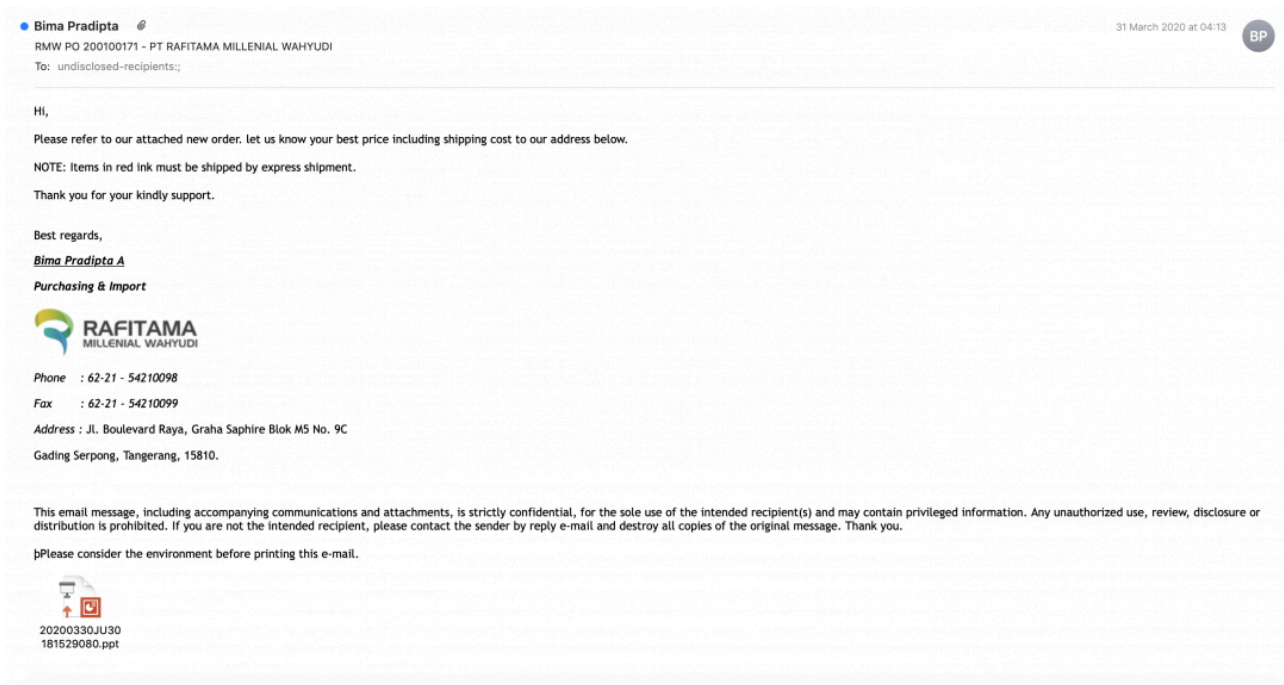 Bima Pradipta
31 March 2020 at 04:13
BP
RMW PO 200100171 - PT RAFITAMA MILLENIAL WAHYUDI
To: undisclosed-recipients:;
Hi,
Please refer to our attached new order. let us know your best price including shipping cost to our address below.
NOTE: Items in red ink must be shipped by express shipment.
Thank you for your kindly support.
Best regards,
Bima Pradipta A
Purchasing & Import
RAFITAMA
MILLENIAL WAHYUDI
Phone : 62-21 - 54210098
Fax : 62-21 - 54210099
Address : Jl. Boulevard Raya, Graha Saphire Blok M5 No. 9C
Gading Serpong, Tangerang, 15810.
This email message, including accompanying communications and attachments, is strictly confidential, for the sole use of the intended recipient(s) and may contain privileged information. Any unauthorized use, review, disclosure or
distribution is prohibited. If you are not the intended recipient, please contact the sender by reply e-mail and destroy all copies of the original message. Thank you.
þPlease consider the environment before printing this e-mail.
20200330JU30
181529080.ppt